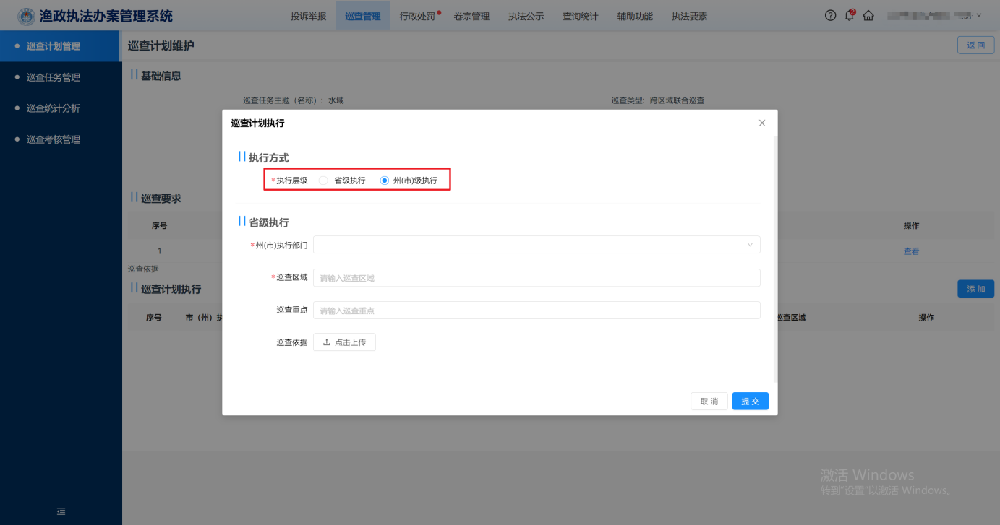 渔政执法办案管理系统
投诉举报 巡查管理 行政处罚 卷宗管理 执法公示 查询统计 辅助功能 执法要素
2
巡查计划管理
巡查任务管理
巡查统计分析
巡查考核管理
巡查计划维护
返 回
基础信息
巡查任务主题（名称）: 水域
巡查类型: 跨区域联合巡查
巡查计划执行
执行方式
*执行层级 省级执行 州(市)级执行
省级执行
*州(市)执行部门
*巡查区域 请输入巡查区域
巡查重点 请输入巡查重点
巡查依据 点击上传
取 消 提 交
巡查要求
序号 操作
1 查看
巡查依据
巡查计划执行
添 加
序号 市（州）执 巡查区域 操作
激活 Windows
转到"设置"以激活 Windows。